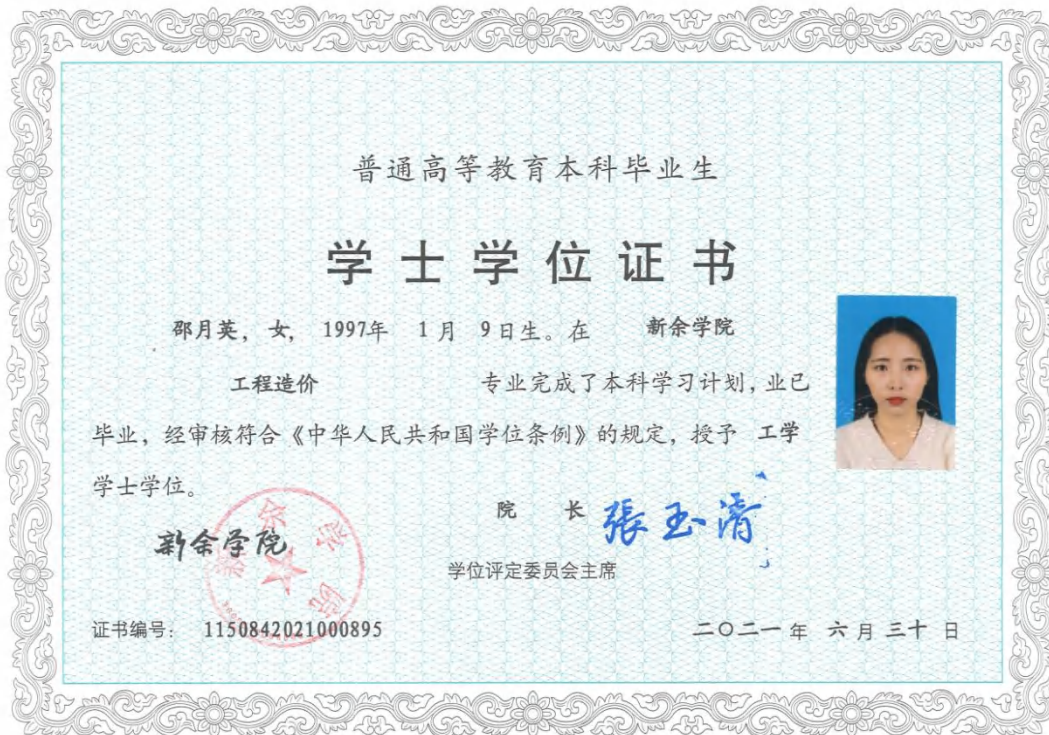 普通高等教育本科毕业生
学士学位证书
邵月英，女，1997年 1月 9日生。在 新余学院
工程造价 专业完成了本科学习计划，业已
毕业，经审核符合《中华人民共和国学位条例》的规定，授予 工学
学士学位。
院 长 張玉清
新余学院
新余学院
学位评定委员会主席
证书编号： 1150842021000895
二〇二一年 六月三十日